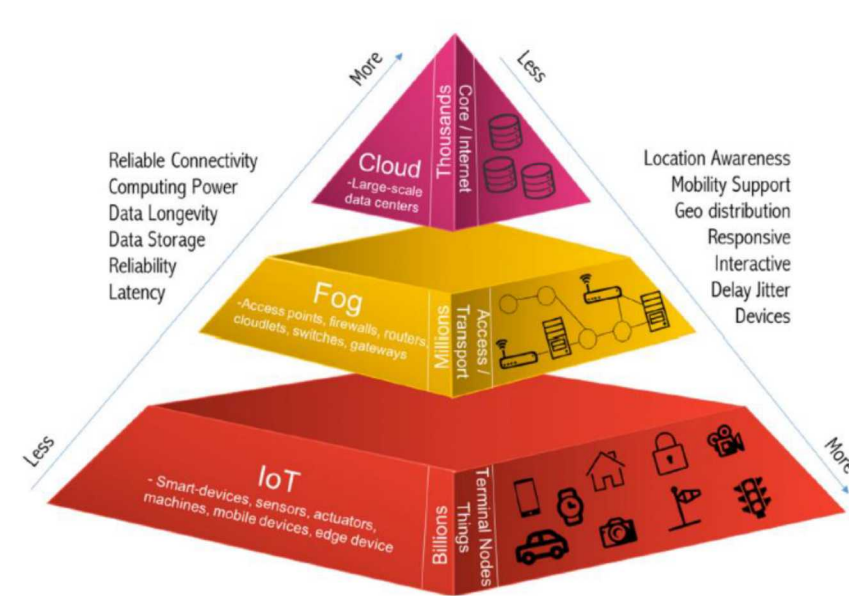 More
Less
Reliable Connectivity
Computing Power
Data Longevity
Data Storage
Reliability
Latency
Cloud
-Large-scale
data centers
Thousands
Core / Internet
Location Awareness
Mobility Support
Geo distribution
Responsive
Interactive
Delay Jitter
Devices
Fog
-Access points, firewalls, routers,
cloudlets, switches, gateways
Millions
Access /
Transport
Less
More
IoT
- Smart-devices, sensors, actuators,
machines, mobile devices, edge device
Billions
Terminal Nodes
Things